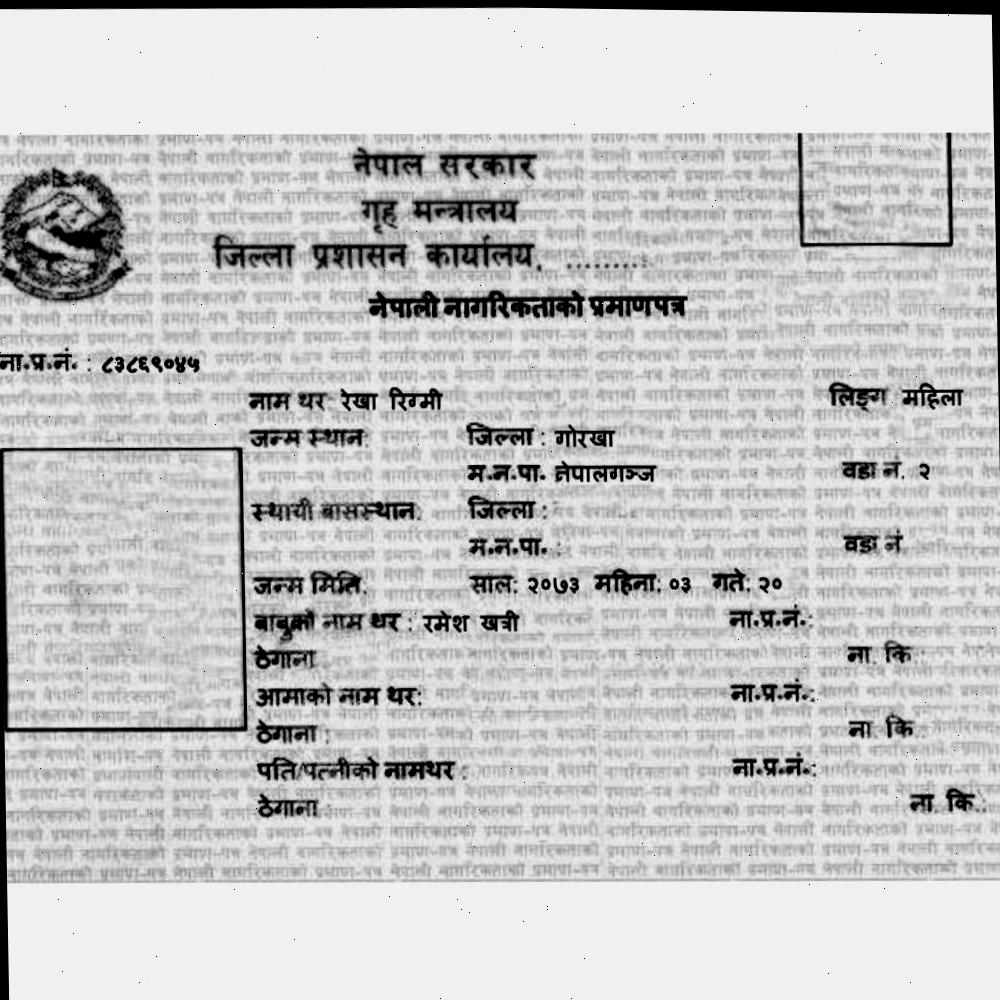 नेपाल सरकार
गृह मन्त्रालय
जिल्ला प्रशासन कार्यालय, .........
नेपाली नागरिकताको प्रमाणपत्र
ना.प्र.नं. : ८३८६९०४५
नाम थर: रेखा रिग्मी लिङ्ग: महिला
जन्म स्थान: जिल्ला : गोरखा
म.न.पा. नेपालगञ्ज वडा नं. २
स्थायी बासस्थान: जिल्ला :
म.न.पा. : वडा नं.
जन्म मिति: साल: २०७३ महिना: ०३ गते: २०
बाबुको नाम थर : रमेश खत्री ना.प्र.नं.:
ठेगाना ना. कि.:
आमाको नाम थर: ना.प्र.नं.:
ठेगाना : ना. कि.
पति/पत्नीको नामथर : ना.प्र.नं.:
ठेगाना ना. कि.: